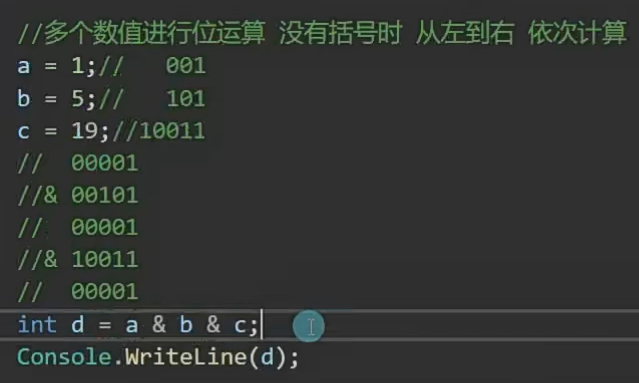 //多个数值进行位运算 没有括号时 从左到右 依次计算
a = 1;//   001
b = 5;//   101
c = 19;//10011
//  00001
//& 00101
//  00001
//& 10011
//  00001
int d = a & b & c;
Console.WriteLine(d);